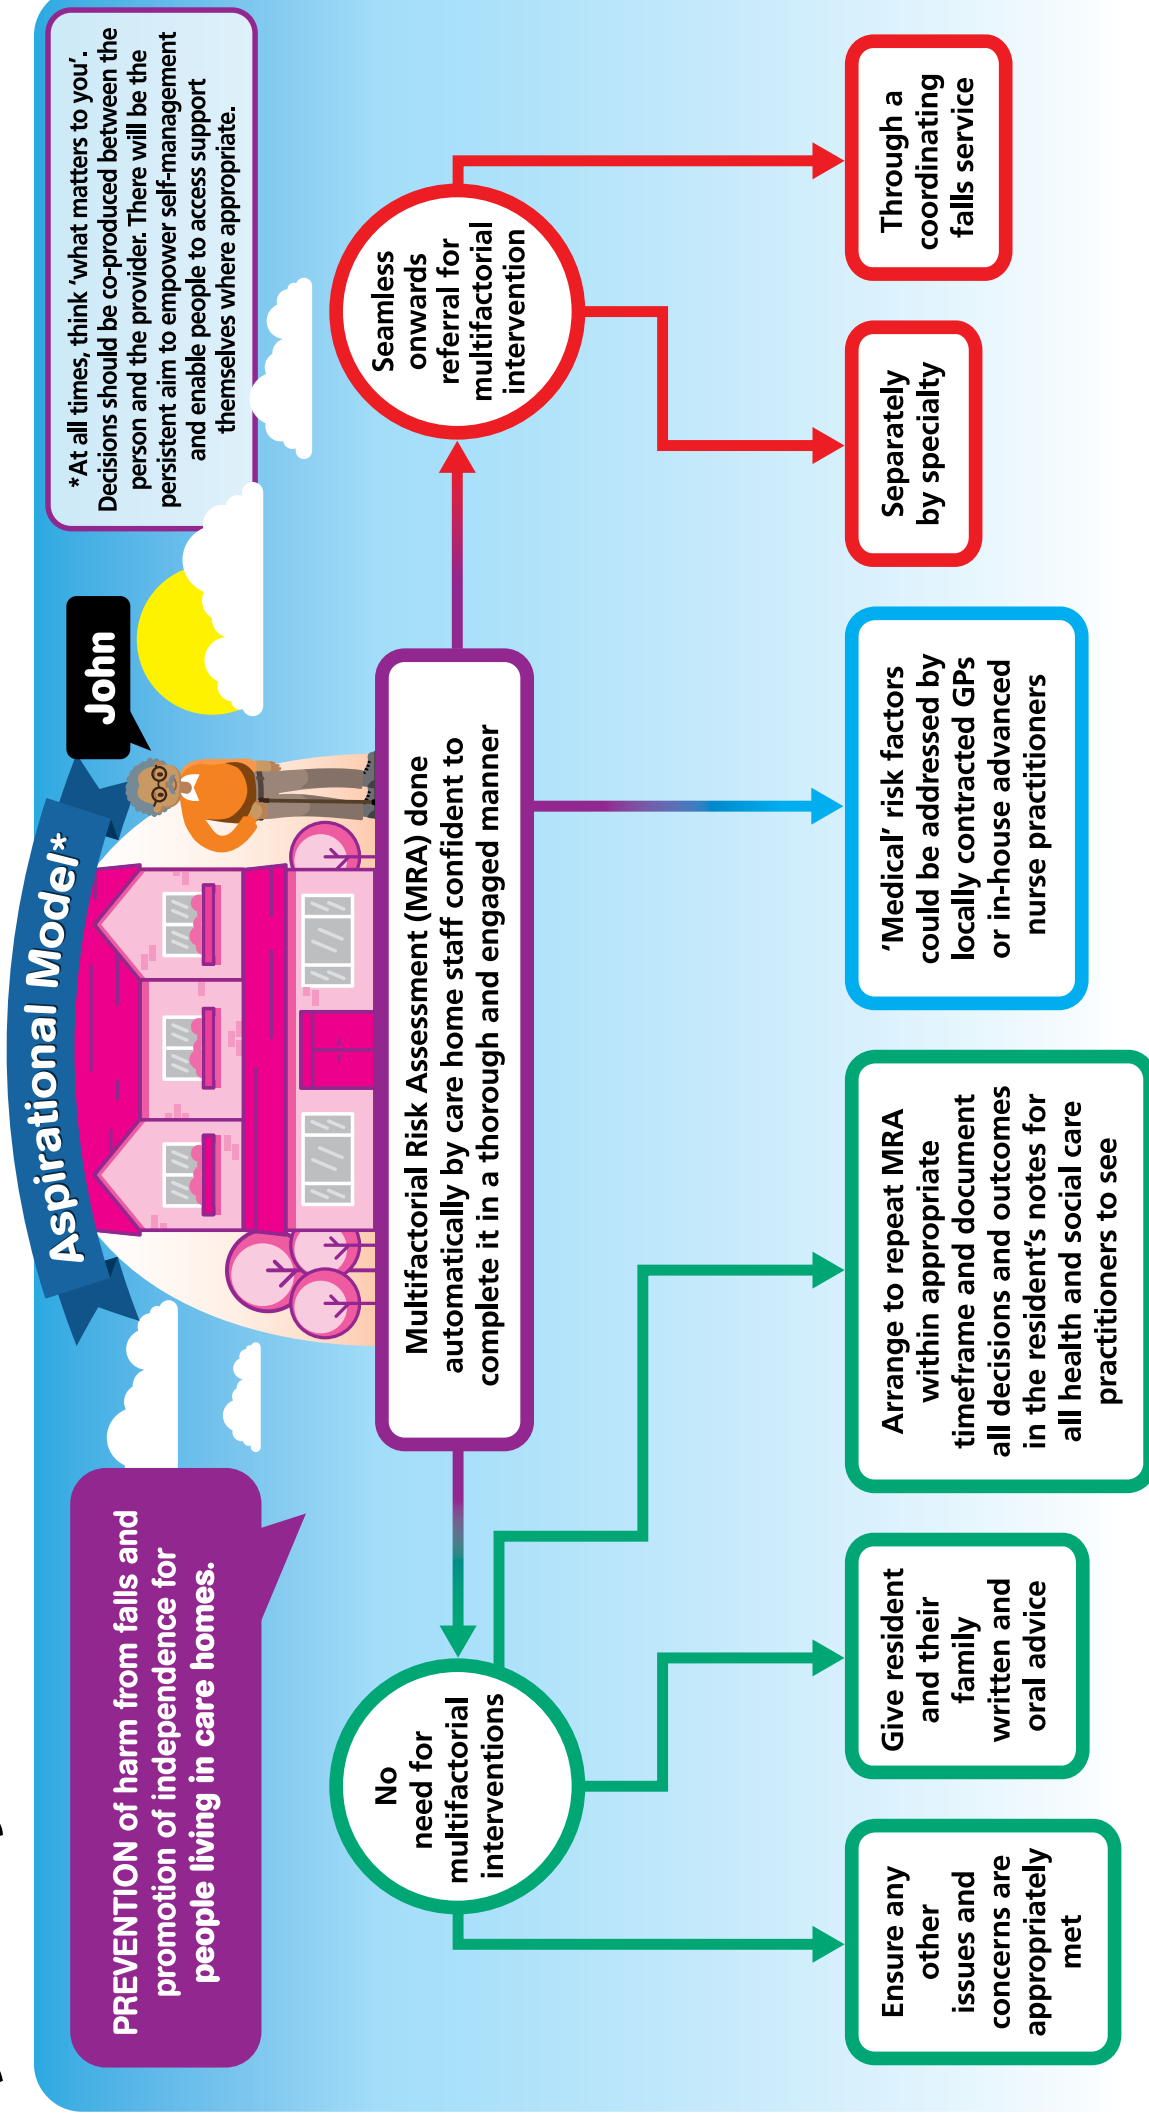 Aspirational Model*
PREVENTION of harm from falls and
promotion of independence for
people living in care homes.
John
*At all times, think ‘what matters to you’.
Decisions should be co-produced between the
person and the provider. There will be the
persistent aim to empower self-management
and enable people to access support
themselves where appropriate.
Multifactorial Risk Assessment (MRA) done
automatically by care home staff confident to
complete it in a thorough and engaged manner
No
need for
multifactorial
interventions
Seamless
onwards
referral for
multifactorial
intervention
Ensure any
other
issues and
concerns are
appropriately
met
Give resident
and their
family
written and
oral advice
Arrange to repeat MRA
within appropriate
timeframe and document
all decisions and outcomes
in the resident’s notes for
all health and social care
practitioners to see
‘Medical’ risk factors
could be addressed by
locally contracted GPs
or in-house advanced
nurse practitioners
Separately
by specialty
Through a
coordinating
falls service